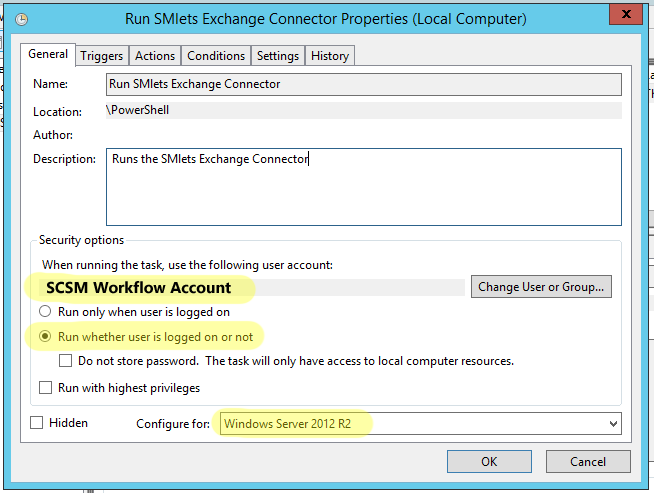 Run SMlets Exchange Connector Properties (Local Computer)
x
General Triggers Actions Conditions Settings History
Name: Run SMlets Exchange Connector
Location: \PowerShell
Author:
Description: Runs the SMlets Exchange Connector
Security options
When running the task, use the following user account:
SCSM Workflow Account Change User or Group...
Run only when user is logged on
Run whether user is logged on or not
Do not store password. The task will only have access to local computer resources.
Run with highest privileges
Hidden Configure for: Windows Server 2012 R2
OK Cancel